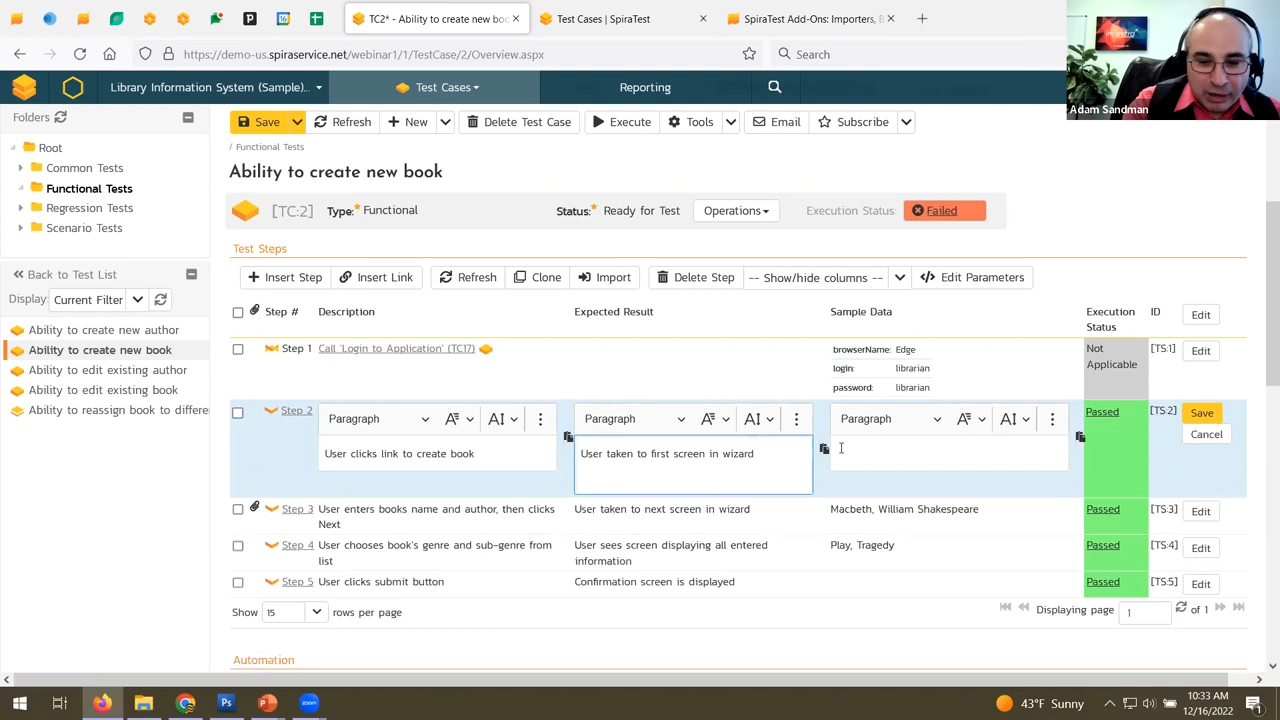 TC2* - Ability to create new boo
Test Cases | SpiraTest
SpiraTest Add-Ons: Importers, B
https://demo-us.spiraservice.net/webinar1/1/TestCase/2/Overview.aspx
Search
inflectra
Adam Sandman
Library Information System (Sample)...
Test Cases
Reporting
Folders
Root
Common Tests
Functional Tests
Regression Tests
Scenario Tests
Back to Test List
Display: Current Filter
Ability to create new author
Ability to create new book
Ability to edit existing author
Ability to edit existing book
Ability to reassign book to differe
Save
Refresh
New
Delete Test Case
Execute
Tools
Email
Subscribe
/ Functional Tests
Ability to create new book
[TC:2]
Type:* Functional
Status:* Ready for Test
Operations
Execution Status:
Failed
Test Steps
Insert Step
Insert Link
Refresh
Clone
Import
Delete Step
-- Show/hide columns --
Edit Parameters
Step #
Description
Expected Result
Sample Data
Execution Status
ID
Edit
Step 1
Call 'Login to Application' (TC17)
browserName: Edge
login: librarian
password: librarian
Not Applicable
[TS:1]
Edit
Step 2
Paragraph
Paragraph
Paragraph
User clicks link to create book
User taken to first screen in wizard
Passed
[TS:2]
Save
Cancel
Step 3
User enters books name and author, then clicks
Next
User taken to next screen in wizard
Macbeth, William Shakespeare
Passed
[TS:3]
Edit
Step 4
User chooses book's genre and sub-genre from
list
User sees screen displaying all entered
information
Play, Tragedy
Passed
[TS:4]
Edit
Step 5
User clicks submit button
Confirmation screen is displayed
Passed
[TS:5]
Edit
Show 15 rows per page
Displaying page 1 of 1
Automation
43°F Sunny
10:33 AM
12/16/2022